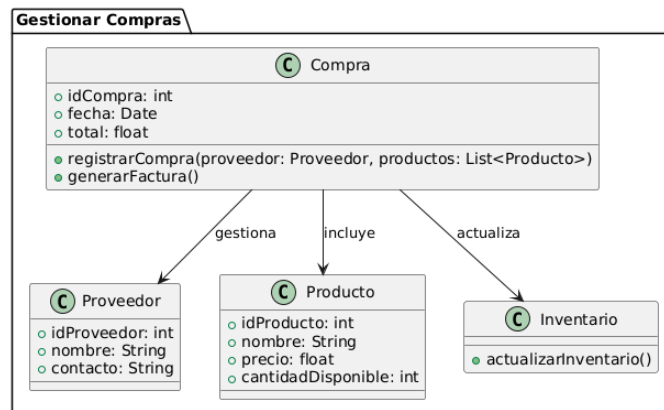 Gestionar Compras
C Compra
idCompra: int
fecha: Date
total: float
registrarCompra(proveedor: Proveedor, productos: List<Producto>)
generarFactura()
gestiona
incluye
actualiza
C Proveedor
idProveedor: int
nombre: String
contacto: String
C Producto
idProducto: int
nombre: String
precio: float
cantidadDisponible: int
C Inventario
actualizarInventario()